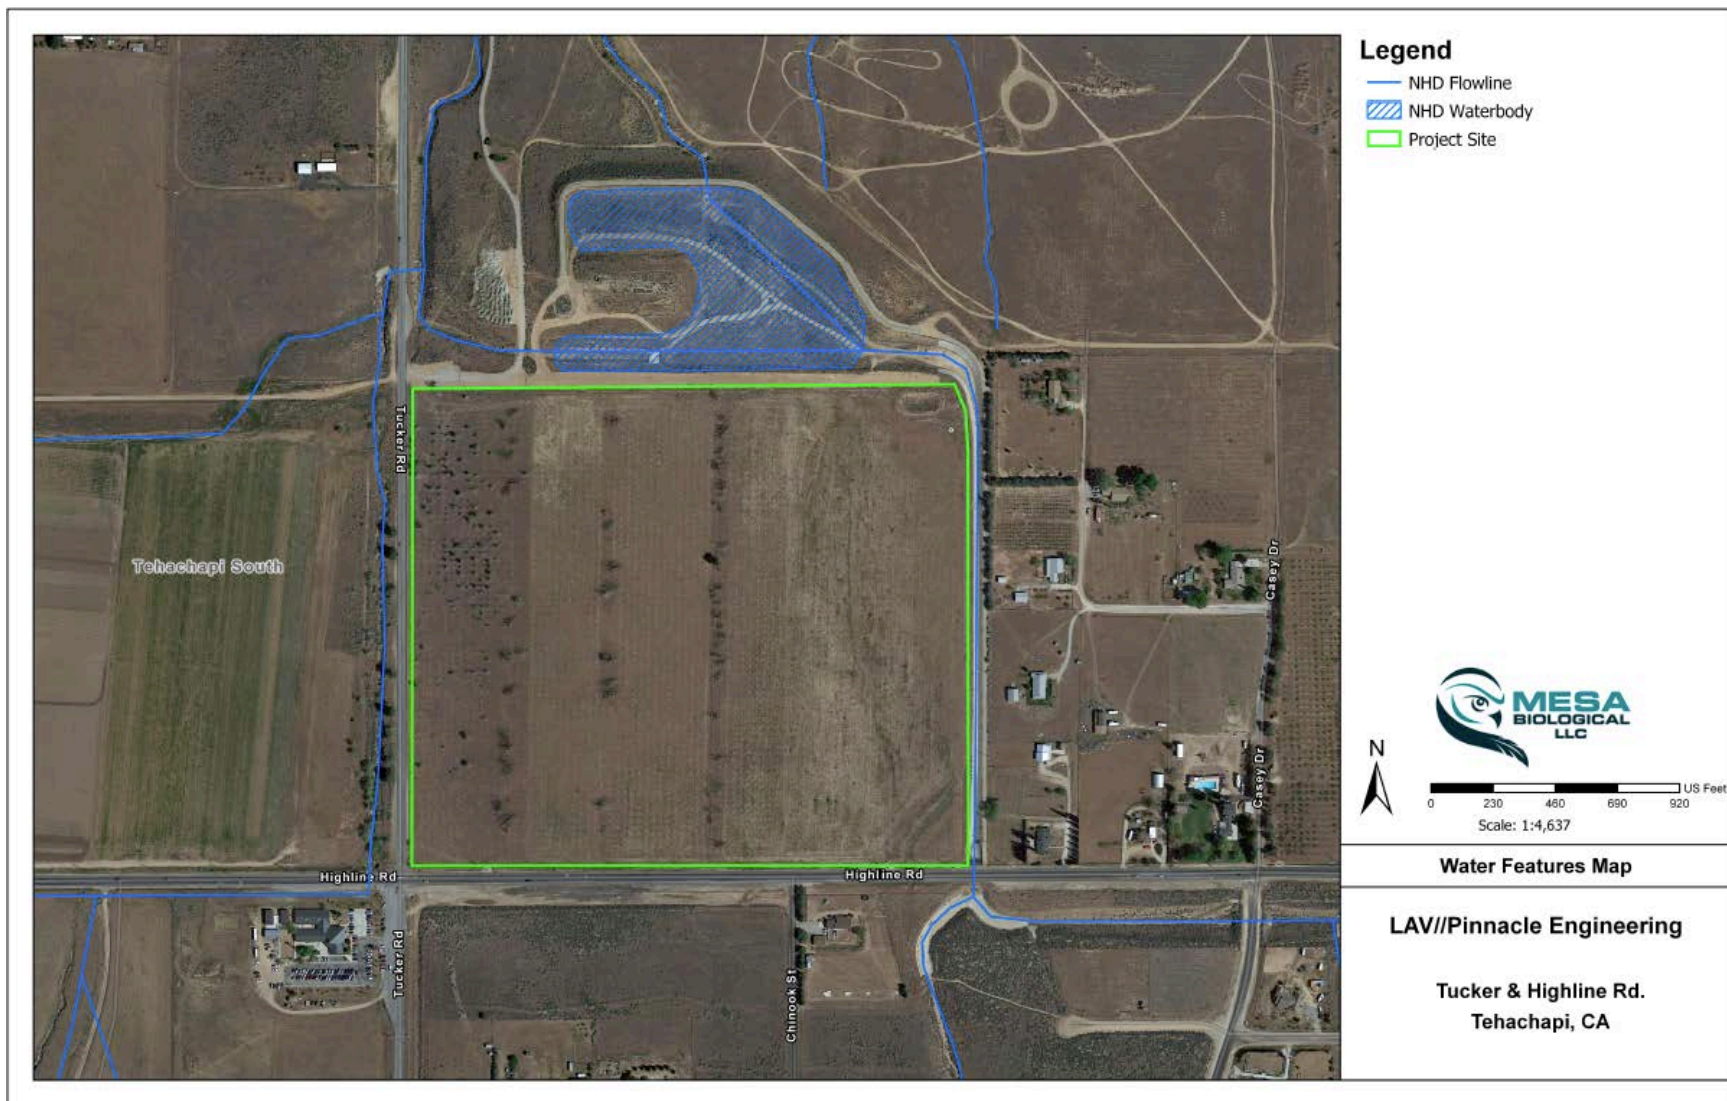 Legend
NHD Flowline
NHD Waterbody
Project Site
Tucker Rd
Tehachapi South
Casey Dr
Casey Dr
Highline Rd
Highline Rd
Tucker Rd
Chinook St
MESA
BIOLOGICAL
LLC
N
0 230 460 690 920 US Feet
Scale: 1:4,637
Water Features Map
LAV//Pinnacle Engineering
Tucker & Highline Rd.
Tehachapi, CA